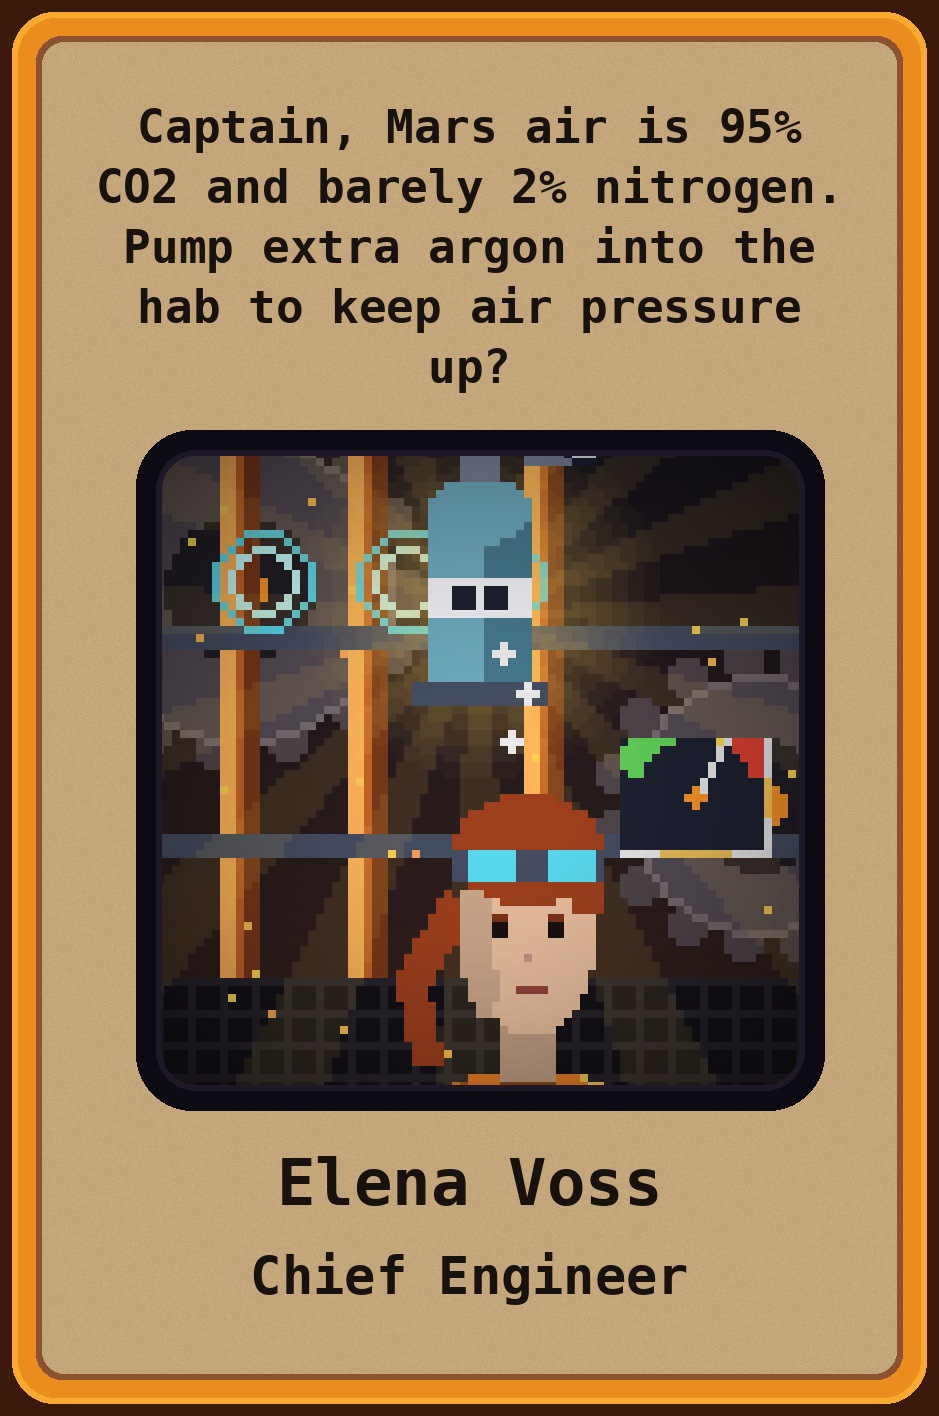 Captain, Mars air is 95%
CO2 and barely 2% nitrogen.
Pump extra argon into the
hab to keep air pressure
up?
Elena Voss
Chief Engineer